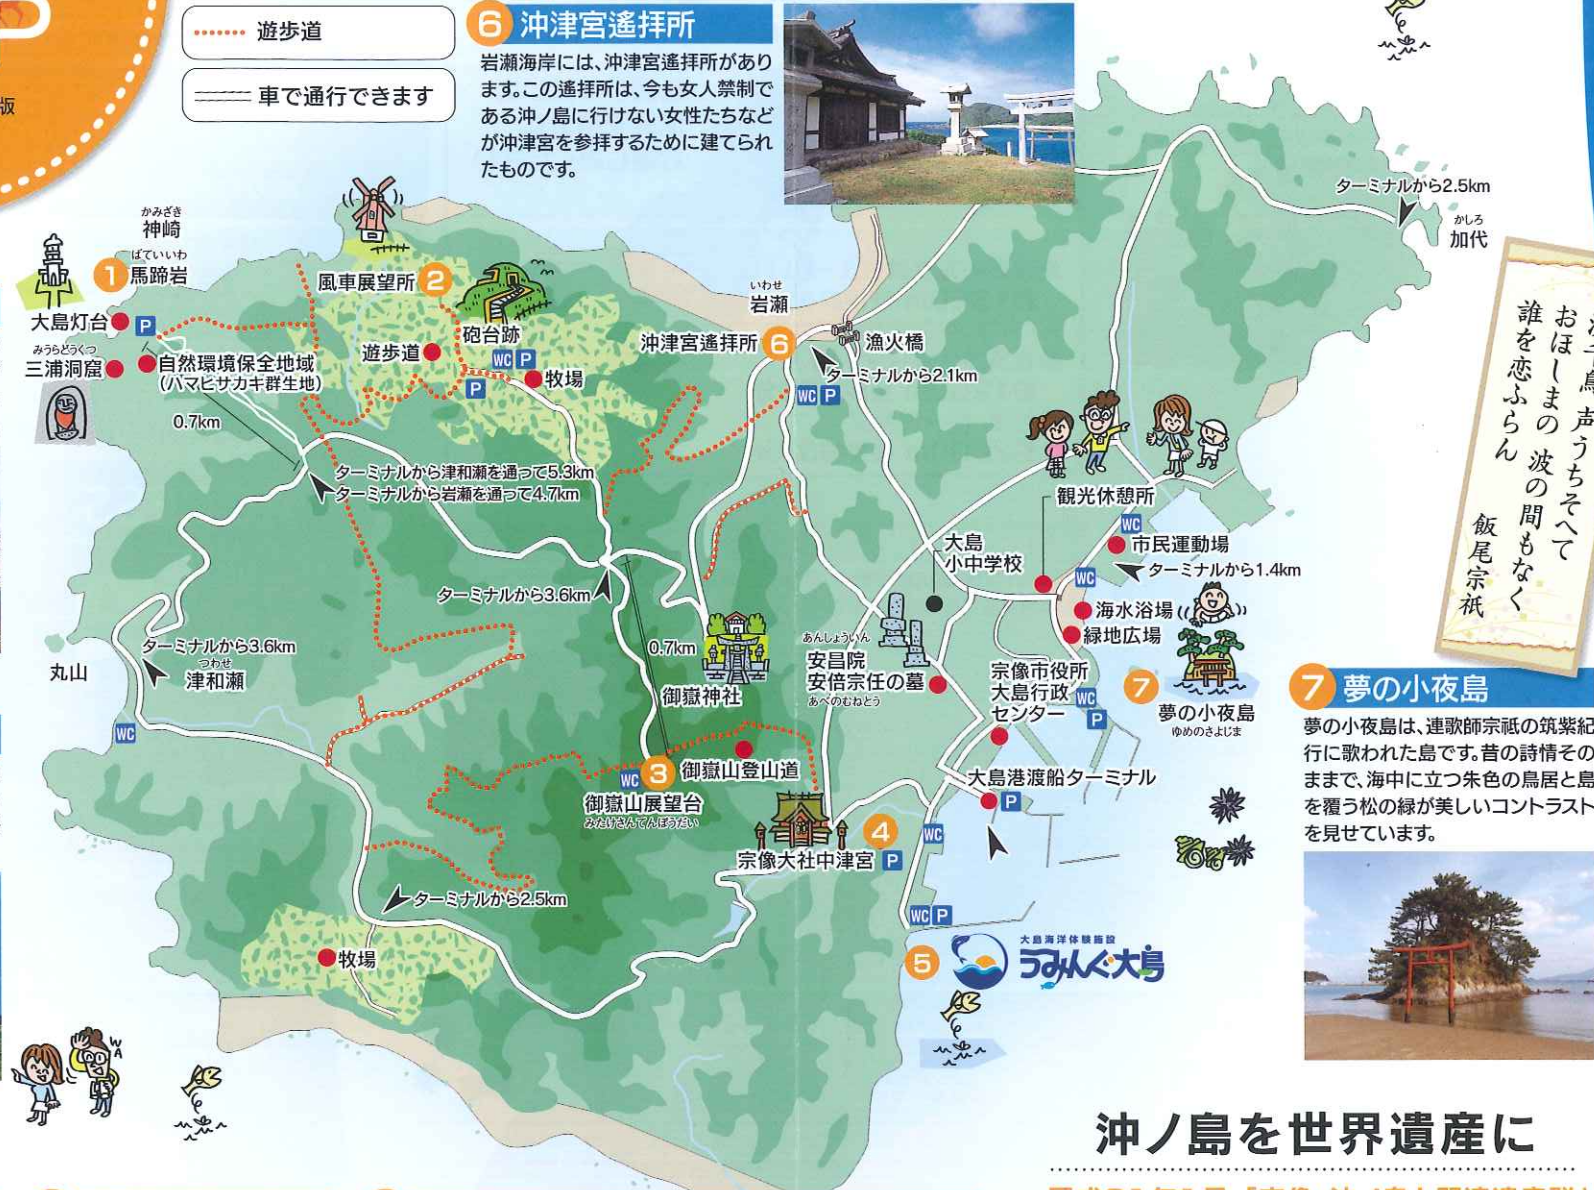 版
遊歩道
車で通行できます
6 沖津宮遙拝所
岩瀬海岸には、沖津宮遙拝所があり
ます。この遙拝所は、今も女人禁制で
ある沖ノ島に行けない女性たちなど
が沖津宮を参拝するために建てられ
たものです。
かみざき
神崎
ばていいわ
1 馬蹄岩
大島灯台
P
みうらどうくつ
三浦洞窟
自然環境保全地域
(ハマヒサカキ群生地)
0.7km
風車展望所 2
砲台跡
遊歩道
WC P
P
牧場
いわせ
岩瀬
沖津宮遙拝所 6
漁火橋
ターミナルから2.1km
WC P
ターミナルから2.5km
かしろ
加代
声うちそへて
おほしまの 波の間もなく
誰を恋ふらん
飯尾宗祇
ターミナルから津和瀬を通って5.3km
ターミナルから岩瀬を通って4.7km
観光休憩所
WC
市民運動場
ターミナルから1.4km
大島
小中学校
WC
海水浴場
緑地広場
ターミナルから3.6km
0.7km
御嶽神社
あんしょういん
安昌院
安倍宗任の墓
あべのむねとう
宗像市役所
大島行政
センター
WC
P
7
夢の小夜島
ゆめのさよじま
ターミナルから3.6km
つわせ
津和瀬
丸山
WC
WC 3
御嶽山登山道
御嶽山展望台
みたけさんてんぼうだい
大島港渡船ターミナル
P
4
宗像大社中津宮 P
WC
ターミナルから2.5km
牧場
WC P
5
大島海洋体験施設
うみんぐ大島
7 夢の小夜島
夢の小夜島は、連歌師宗祇の筑紫紀
行に歌われた島です。昔の詩情その
ままで、海中に立つ朱色の鳥居と島
を覆う松の緑が美しいコントラスト
を見せています。
WA
沖ノ島を世界遺産に